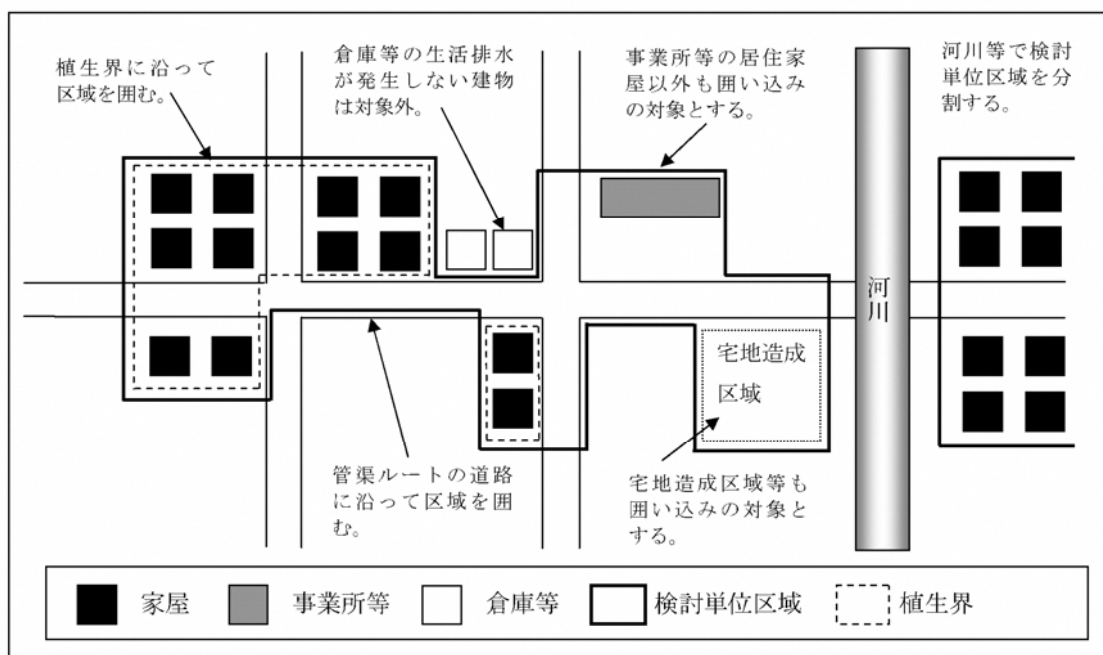 植生界に沿って
区域を囲む。
倉庫等の生活排水
が発生しない建物
は対象外。
事業所等の居住家
屋以外も囲い込み
の対象とする。
河川等で検討
単位区域を分
割する。
河川
宅地造成
区域
管渠ルートの道路
に沿って区域を囲
む。
宅地造成区域等も
囲い込みの対象と
する。
家屋 事業所等 倉庫等 検討単位区域 植生界